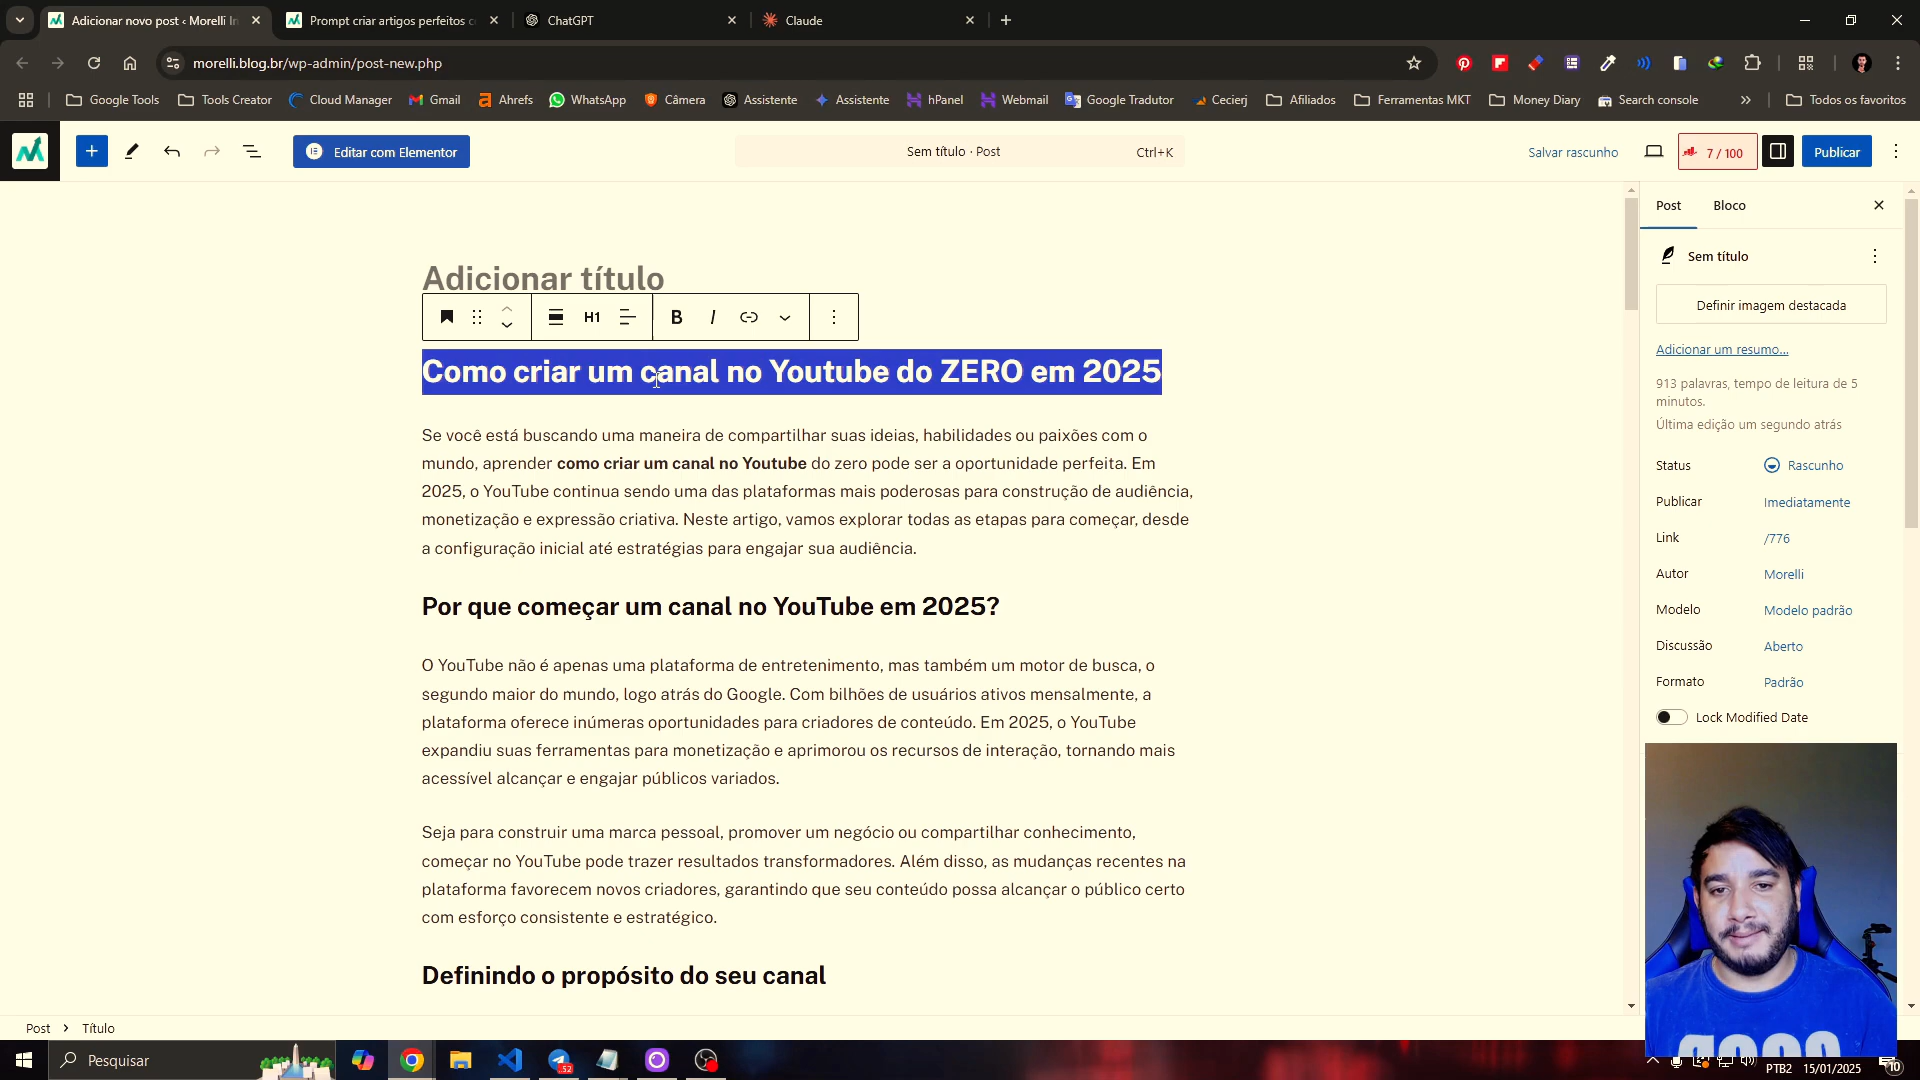 Adicionar novo post ‹ Morelli In
Prompt criar artigos perfeitos c
ChatGPT
Claude
morelli.blog.br/wp-admin/post-new.php
Google Tools
Tools Creator
Cloud Manager
Gmail
Ahrefs
WhatsApp
Câmera
Assistente
Assistente
hPanel
Webmail
Google Tradutor
Cecierj
Afiliados
Ferramentas MKT
Money Diary
Search console
Todos os favoritos
Editar com Elementor
Sem título · Post
Ctrl+K
Salvar rascunho
7 / 100
Publicar
Post
Bloco
Adicionar título
H1
B
I
Como criar um canal no Youtube do ZERO em 2025
Se você está buscando uma maneira de compartilhar suas ideias, habilidades ou paixões com o
mundo, aprender como criar um canal no Youtube do zero pode ser a oportunidade perfeita. Em
2025, o YouTube continua sendo uma das plataformas mais poderosas para construção de audiência,
monetização e expressão criativa. Neste artigo, vamos explorar todas as etapas para começar, desde
a configuração inicial até estratégias para engajar sua audiência.
Por que começar um canal no YouTube em 2025?
O YouTube não é apenas uma plataforma de entretenimento, mas também um motor de busca, o
segundo maior do mundo, logo atrás do Google. Com bilhões de usuários ativos mensalmente, a
plataforma oferece inúmeras oportunidades para criadores de conteúdo. Em 2025, o YouTube
expandiu suas ferramentas para monetização e aprimorou os recursos de interação, tornando mais
acessível alcançar e engajar públicos variados.
Seja para construir uma marca pessoal, promover um negócio ou compartilhar conhecimento,
começar no YouTube pode trazer resultados transformadores. Além disso, as mudanças recentes na
plataforma favorecem novos criadores, garantindo que seu conteúdo possa alcançar o público certo
com esforço consistente e estratégico.
Definindo o propósito do seu canal
Sem título
Definir imagem destacada
Adicionar um resumo...
913 palavras, tempo de leitura de 5
minutos.
Última edição um segundo atrás
Status
Rascunho
Publicar
Imediatamente
Link
/776
Autor
Morelli
Modelo
Modelo padrão
Discussão
Aberto
Formato
Padrão
Lock Modified Date
Post
Título
Pesquisar
52
PTB2
15/01/2025
10